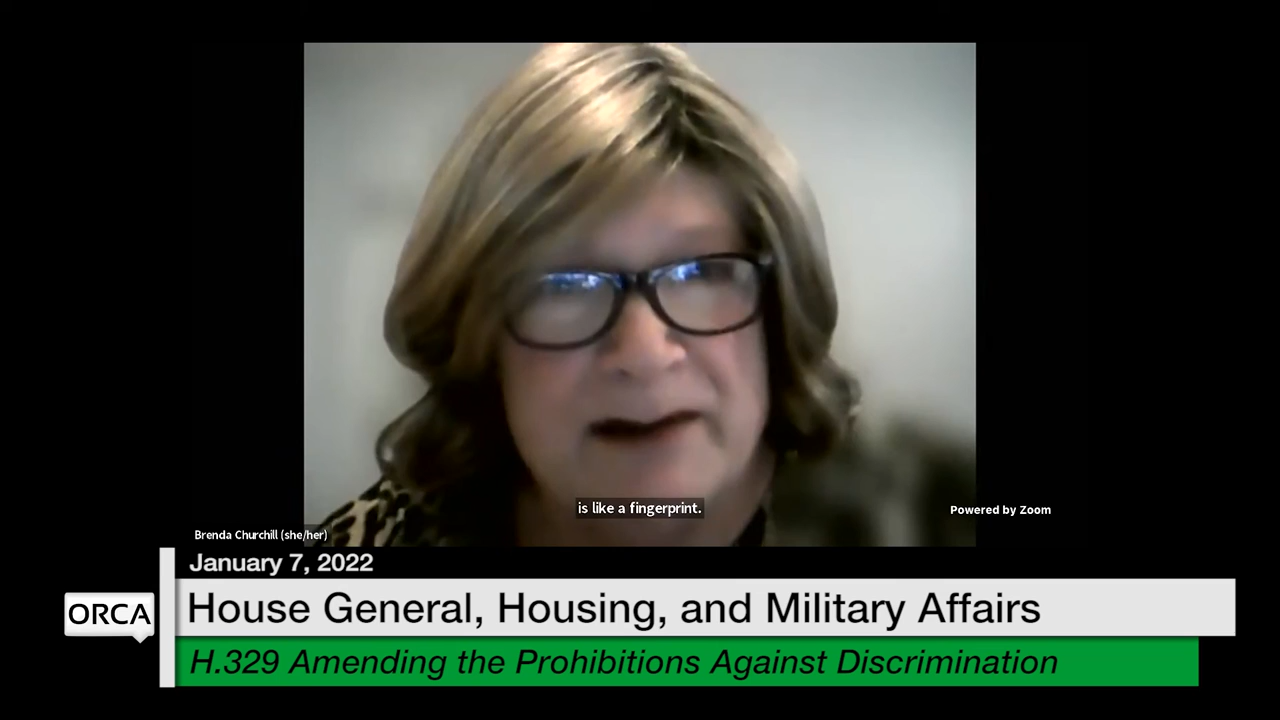 is like a fingerprint.
Powered by Zoom
Brenda Churchill (she/her)
January 7, 2022
ORCA
House General, Housing, and Military Affairs
H.329 Amending the Prohibitions Against Discrimination